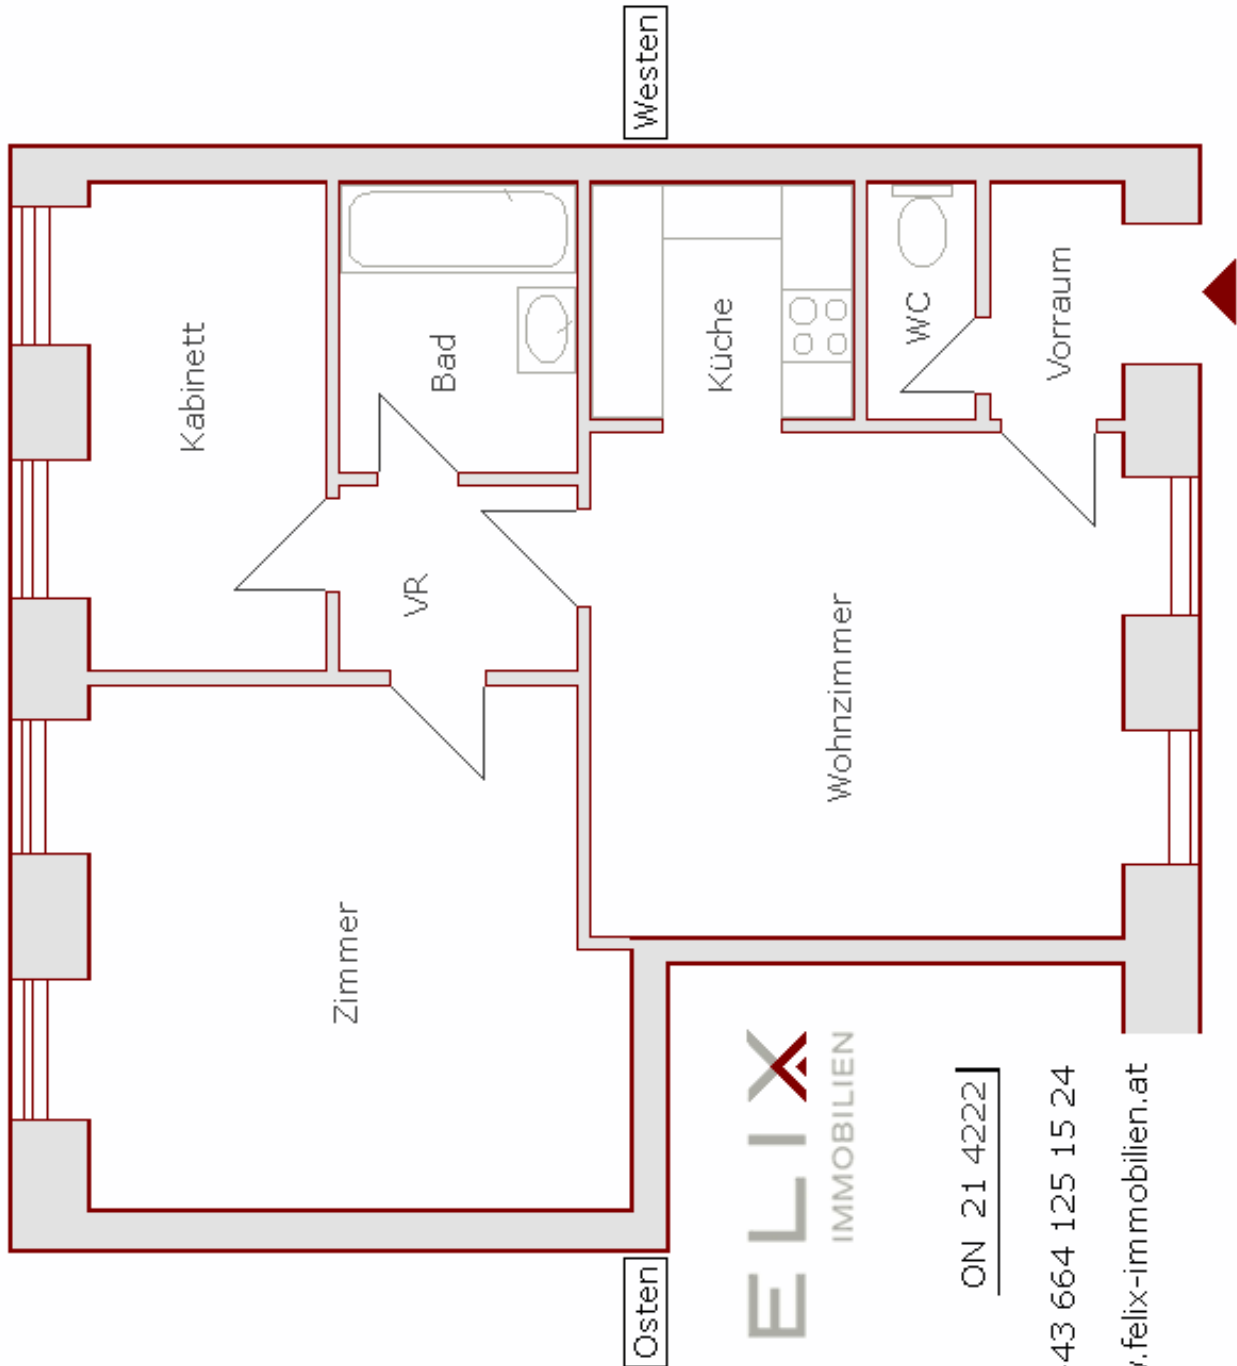 Westen
Kabinett
Bad
Küche
WC
Vorraum
VR
Wohnzimmer
Zimmer
Osten
ELIX
IMMOBILIEN
ON 21 4222
43 664 125 15 24
.felix-immobilien.at